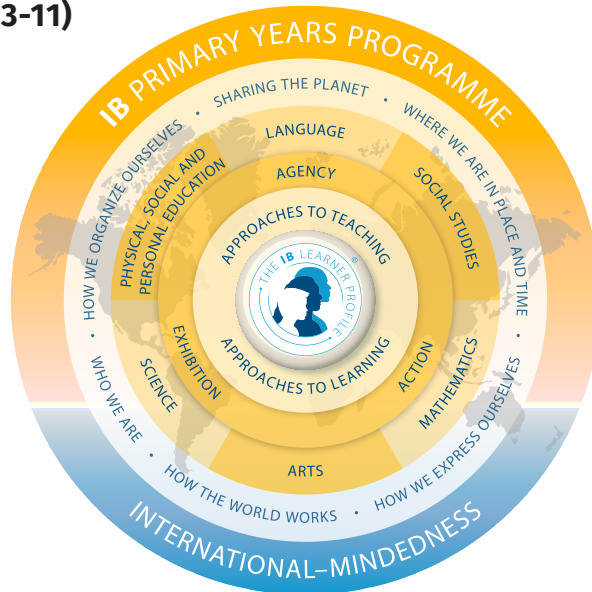 3-11)
IB PRIMARY YEARS PROGRAMME
SHARING THE PLANET
WHERE WE ARE IN PLACE AND TIME
HOW WE EXPRESS OURSELVES
HOW THE WORLD WORKS
WHO WE ARE
HOW WE ORGANIZE OURSELVES
LANGUAGE
SOCIAL STUDIES
MATHEMATICS
ARTS
SCIENCE
PHYSICAL, SOCIAL AND
PERSONAL EDUCATION
AGENCY
ACTION
EXHIBITION
APPROACHES TO TEACHING
APPROACHES TO LEARNING
THE IB LEARNER PROFILE ®
INTERNATIONAL–MINDEDNESS